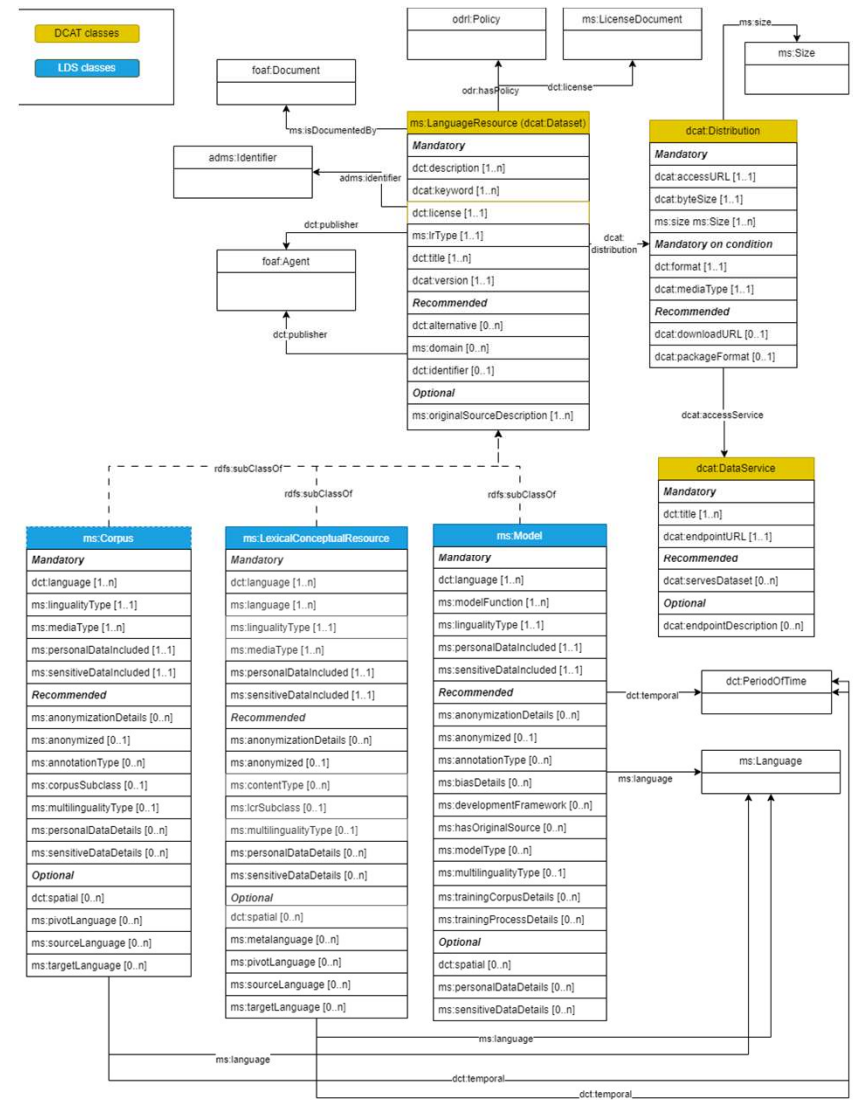 DCAT classes
LDS classes
odrl:Policy
ms:LicenseDocument
ms:size
ms:Size
foaf:Document
odr:hasPolicy
dct:license
ms:isDocumentedBy
adms:Identifier
adms:identifier
dct:publisher
foaf:Agent
dct:publisher
ms:LanguageResource (dcat:Dataset)
Mandatory
dct:description [1..n]
dcat:keyword [1..n]
dct:license [1..1]
ms:lrType [1..1]
dct:title [1..n]
dcat:version [1..1]
Recommended
dct:alternative [0..n]
ms:domain [0..n]
dct:identifier [0..1]
Optional
ms:originalSourceDescription [1..n]
dcat:
distribution
dcat:Distribution
Mandatory
dcat:accessURL [1..1]
dcat:byteSize [1..1]
ms:size ms:Size [1..n]
Mandatory on condition
dct:format [1..1]
dcat:mediaType [1..1]
Recommended
dcat:downloadURL [0..1]
dcat:packageFormat [0..1]
dcat:accessService
dcat:DataService
Mandatory
dct:title [1..n]
dcat:endpointURL [1..1]
Recommended
dcat:servesDataset [0..n]
Optional
dcat:endpointDescription [0..n]
rdfs:subClassOf
rdfs:subClassOf
rdfs:subClassOf
ms:Corpus
Mandatory
dct:language [1..n]
ms:lingualityType [1..1]
ms:mediaType [1..n]
ms:personalDataIncluded [1..1]
ms:sensitiveDataIncluded [1..1]
Recommended
ms:anonymizationDetails [0..n]
ms:anonymized [0..1]
ms:annotationType [0..n]
ms:corpusSubclass [0..1]
ms:multilingualityType [0..1]
ms:personalDataDetails [0..n]
ms:sensitiveDataDetails [0..n]
Optional
dct:spatial [0..n]
ms:pivotLanguage [0..n]
ms:sourceLanguage [0..n]
ms:targetLanguage [0..n]
ms:LexicalConceptualResource
Mandatory
dct:language [1..n]
ms:language [1..n]
ms:lingualityType [1..1]
ms:mediaType [1..n]
ms:personalDataIncluded [1..1]
ms:sensitiveDataIncluded [1..1]
Recommended
ms:anonymizationDetails [0..n]
ms:anonymized [0..1]
ms:contentType [0..n]
ms:lcrSubclass [0..1]
ms:multilingualityType [0..1]
ms:personalDataDetails [0..n]
ms:sensitiveDataDetails [0..n]
Optional
dct:spatial [0..n]
ms:metalanguage [0..n]
ms:pivotLanguage [0..n]
ms:sourceLanguage [0..n]
ms:targetLanguage [0..n]
ms:Model
Mandatory
dct:language [1..n]
ms:modelFunction [1..n]
ms:lingualityType [1..1]
ms:personalDataIncluded [1..1]
ms:sensitiveDataIncluded [1..1]
Recommended
ms:anonymizationDetails [0..n]
ms:anonymized [0..1]
ms:annotationType [0..n]
ms:biasDetails [0..n]
ms:developmentFramework [0..n]
ms:hasOriginalSource [0..n]
ms:modelType [0..n]
ms:multilingualityType [0..1]
ms:trainingCorpusDetails [0..n]
ms:trainingProcessDetails [0..n]
Optional
dct:spatial [0..n]
ms:personalDataDetails [0..n]
ms:sensitiveDataDetails [0..n]
dct:temporal
dct:PeriodOfTime
ms:language
ms:Language
ms:language
ms:language
dct:temporal
dct:temporal